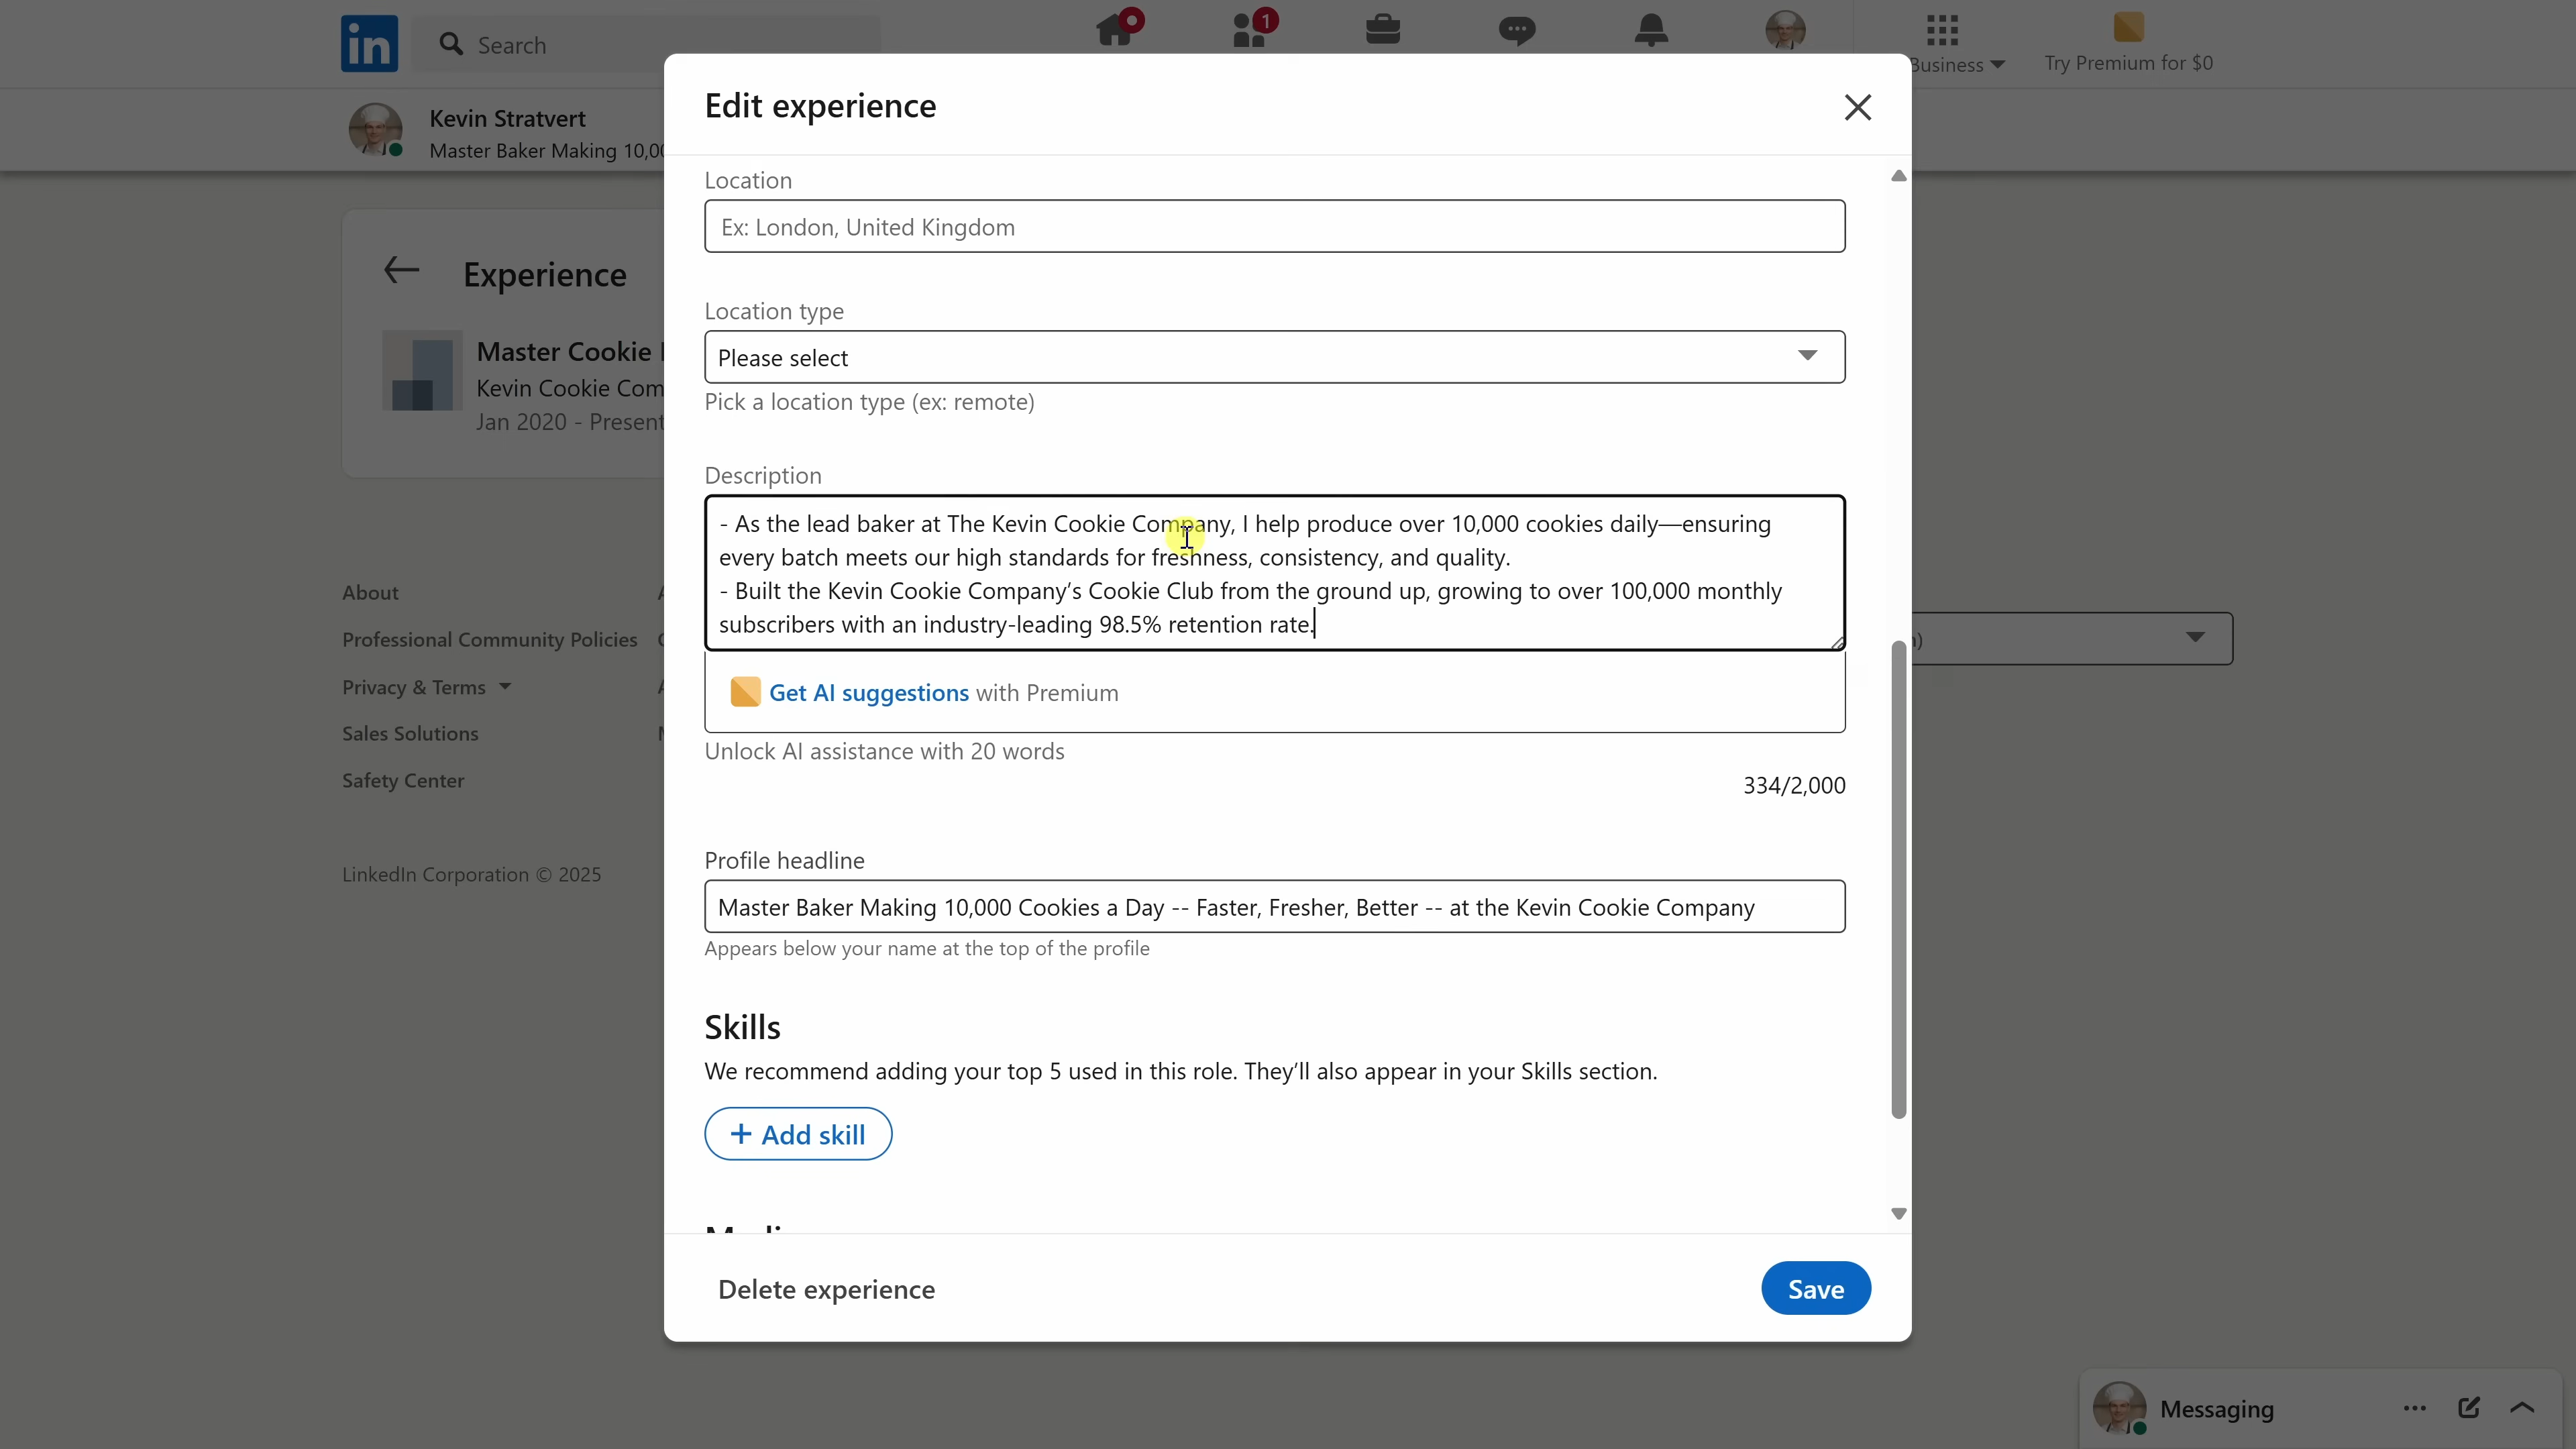 in
Search
1
Business
Try Premium for $0
Kevin Stratvert
Master Baker Making 10,00
Edit experience
Location
Ex: London, United Kingdom
Experience
Location type
Please select
Pick a location type (ex: remote)
Master Cookie
Kevin Cookie Com
Jan 2020 - Present
Description
- As the lead baker at The Kevin Cookie Company, I help produce over 10,000 cookies daily—ensuring
every batch meets our high standards for freshness, consistency, and quality.
- Built the Kevin Cookie Company’s Cookie Club from the ground up, growing to over 100,000 monthly
subscribers with an industry-leading 98.5% retention rate.
Get AI suggestions with Premium
Unlock AI assistance with 20 words
334/2,000
About
Professional Community Policies
Privacy & Terms
Sales Solutions
Safety Center
LinkedIn Corporation © 2025
Profile headline
Master Baker Making 10,000 Cookies a Day -- Faster, Fresher, Better -- at the Kevin Cookie Company
Appears below your name at the top of the profile
Skills
We recommend adding your top 5 used in this role. They’ll also appear in your Skills section.
+ Add skill
Delete experience
Save
Messaging